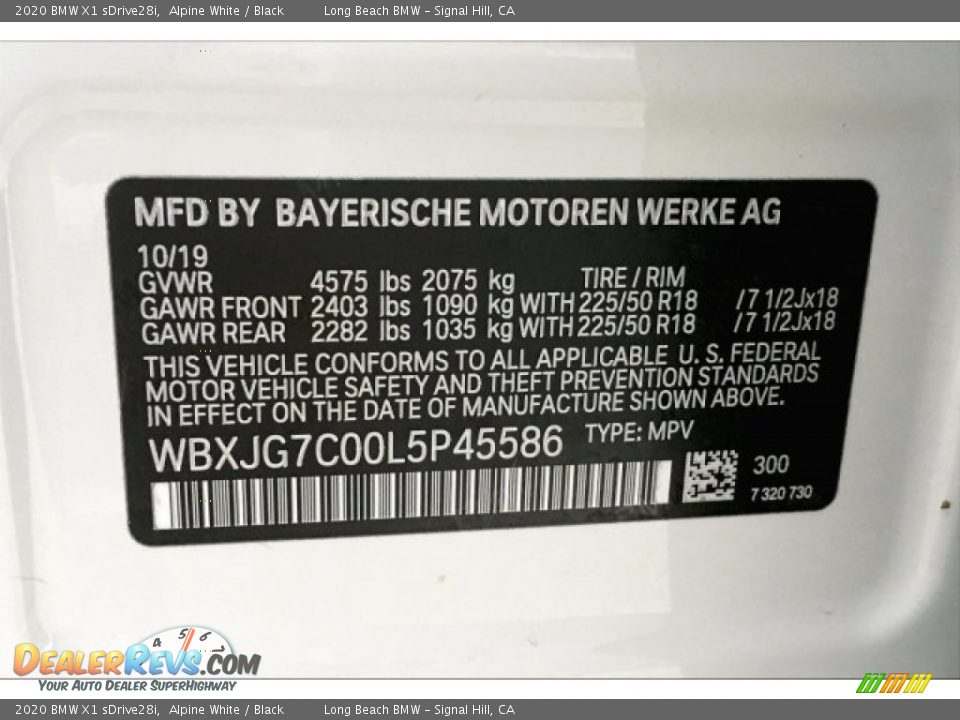 2020 BMW X1 sDrive28i, Alpine White / Black Long Beach BMW - Signal Hill, CA
MFD BY BAYERISCHE MOTOREN WERKE AG
10/19
GVWR 4575 lbs 2075 kg TIRE / RIM
GAWR FRONT 2403 lbs 1090 kg WITH 225/50 R18 /7 1/2Jx18
GAWR REAR 2282 lbs 1035 kg WITH 225/50 R18 /7 1/2Jx18
THIS VEHICLE CONFORMS TO ALL APPLICABLE U. S. FEDERAL
MOTOR VEHICLE SAFETY AND THEFT PREVENTION STANDARDS
IN EFFECT ON THE DATE OF MANUFACTURE SHOWN ABOVE.
WBXJG7C00L5P45586 TYPE: MPV
300
7 320 730
4 5 6 7
DEALERREVS.COM
YOUR AUTO DEALER SUPERHIGHWAY
2020 BMW X1 sDrive28i, Alpine White / Black Long Beach BMW - Signal Hill, CA